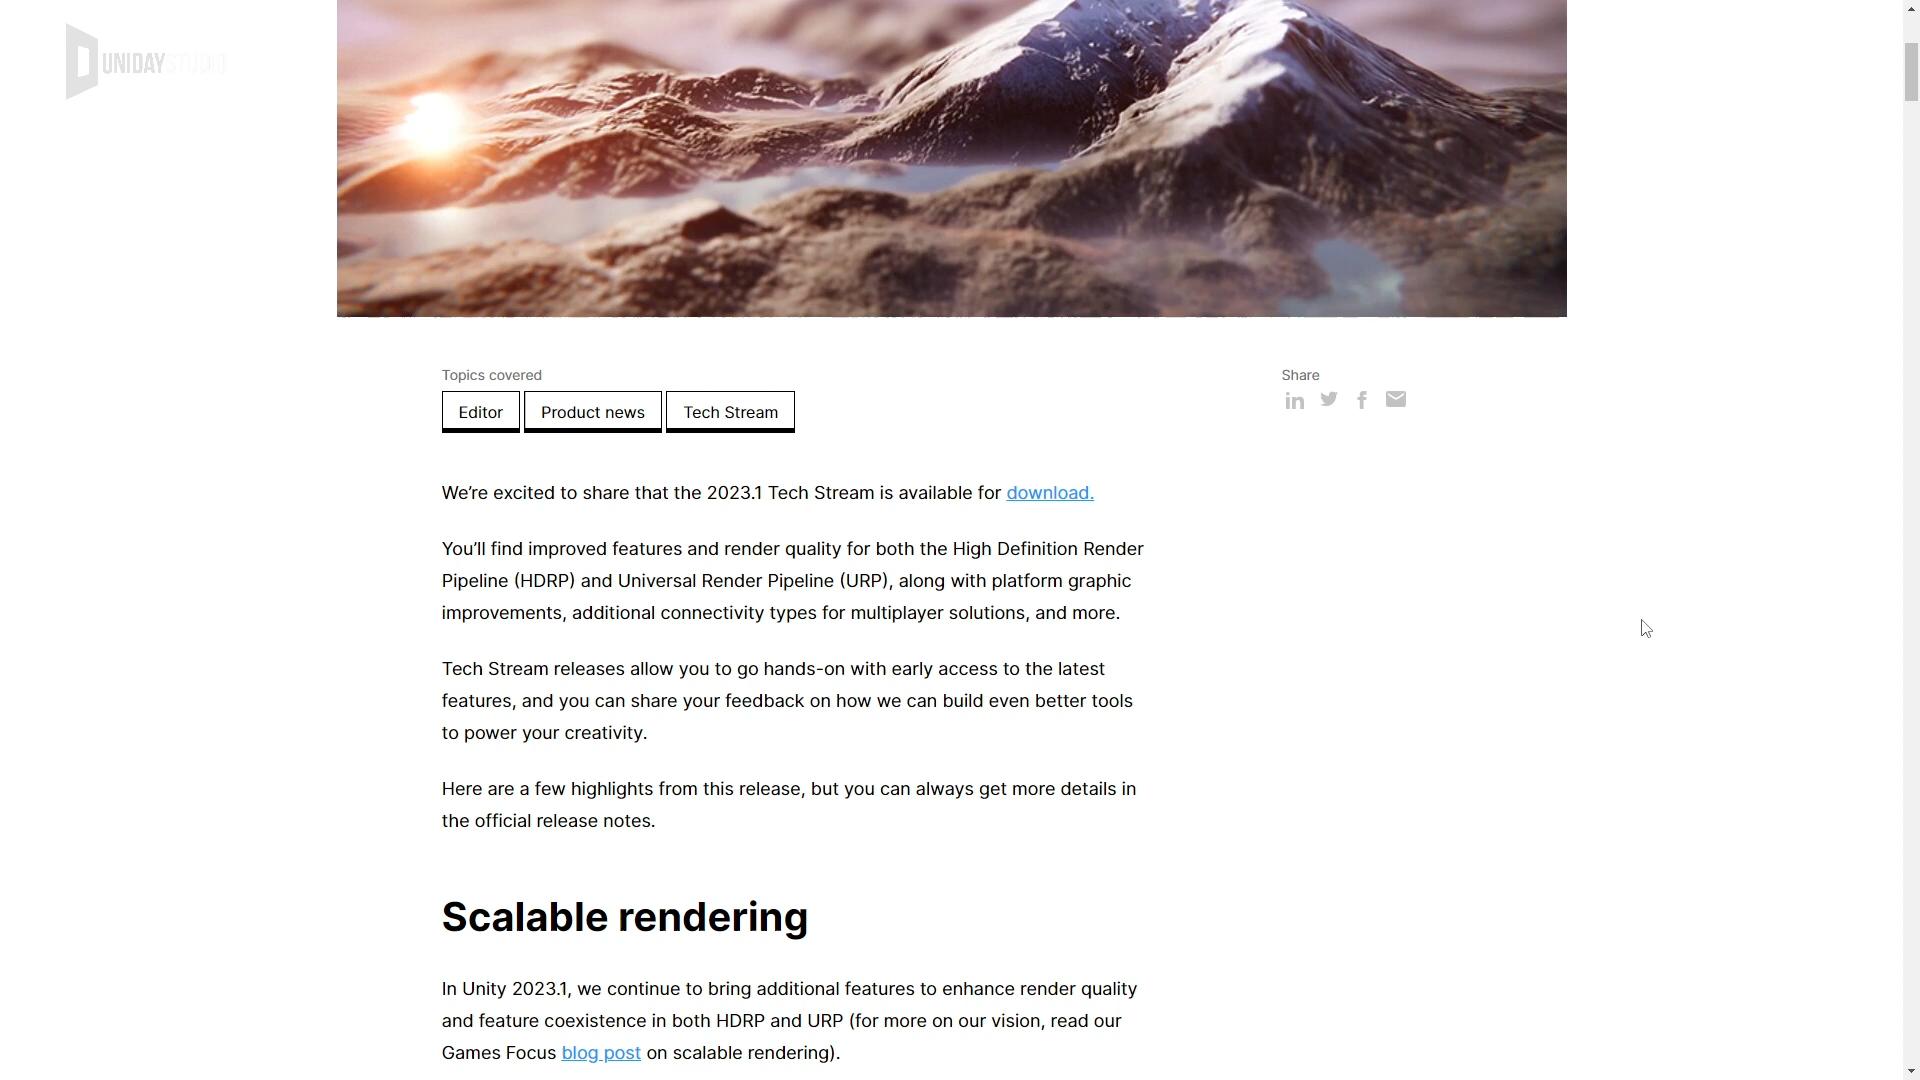 UNIDAYSTUDIO
Topics covered
Share
Editor
Product news
Tech Stream
We’re excited to share that the 2023.1 Tech Stream is available for download.
You’ll find improved features and render quality for both the High Definition Render
Pipeline (HDRP) and Universal Render Pipeline (URP), along with platform graphic
improvements, additional connectivity types for multiplayer solutions, and more.
Tech Stream releases allow you to go hands-on with early access to the latest
features, and you can share your feedback on how we can build even better tools
to power your creativity.
Here are a few highlights from this release, but you can always get more details in
the official release notes.
Scalable rendering
In Unity 2023.1, we continue to bring additional features to enhance render quality
and feature coexistence in both HDRP and URP (for more on our vision, read our
Games Focus blog post on scalable rendering).